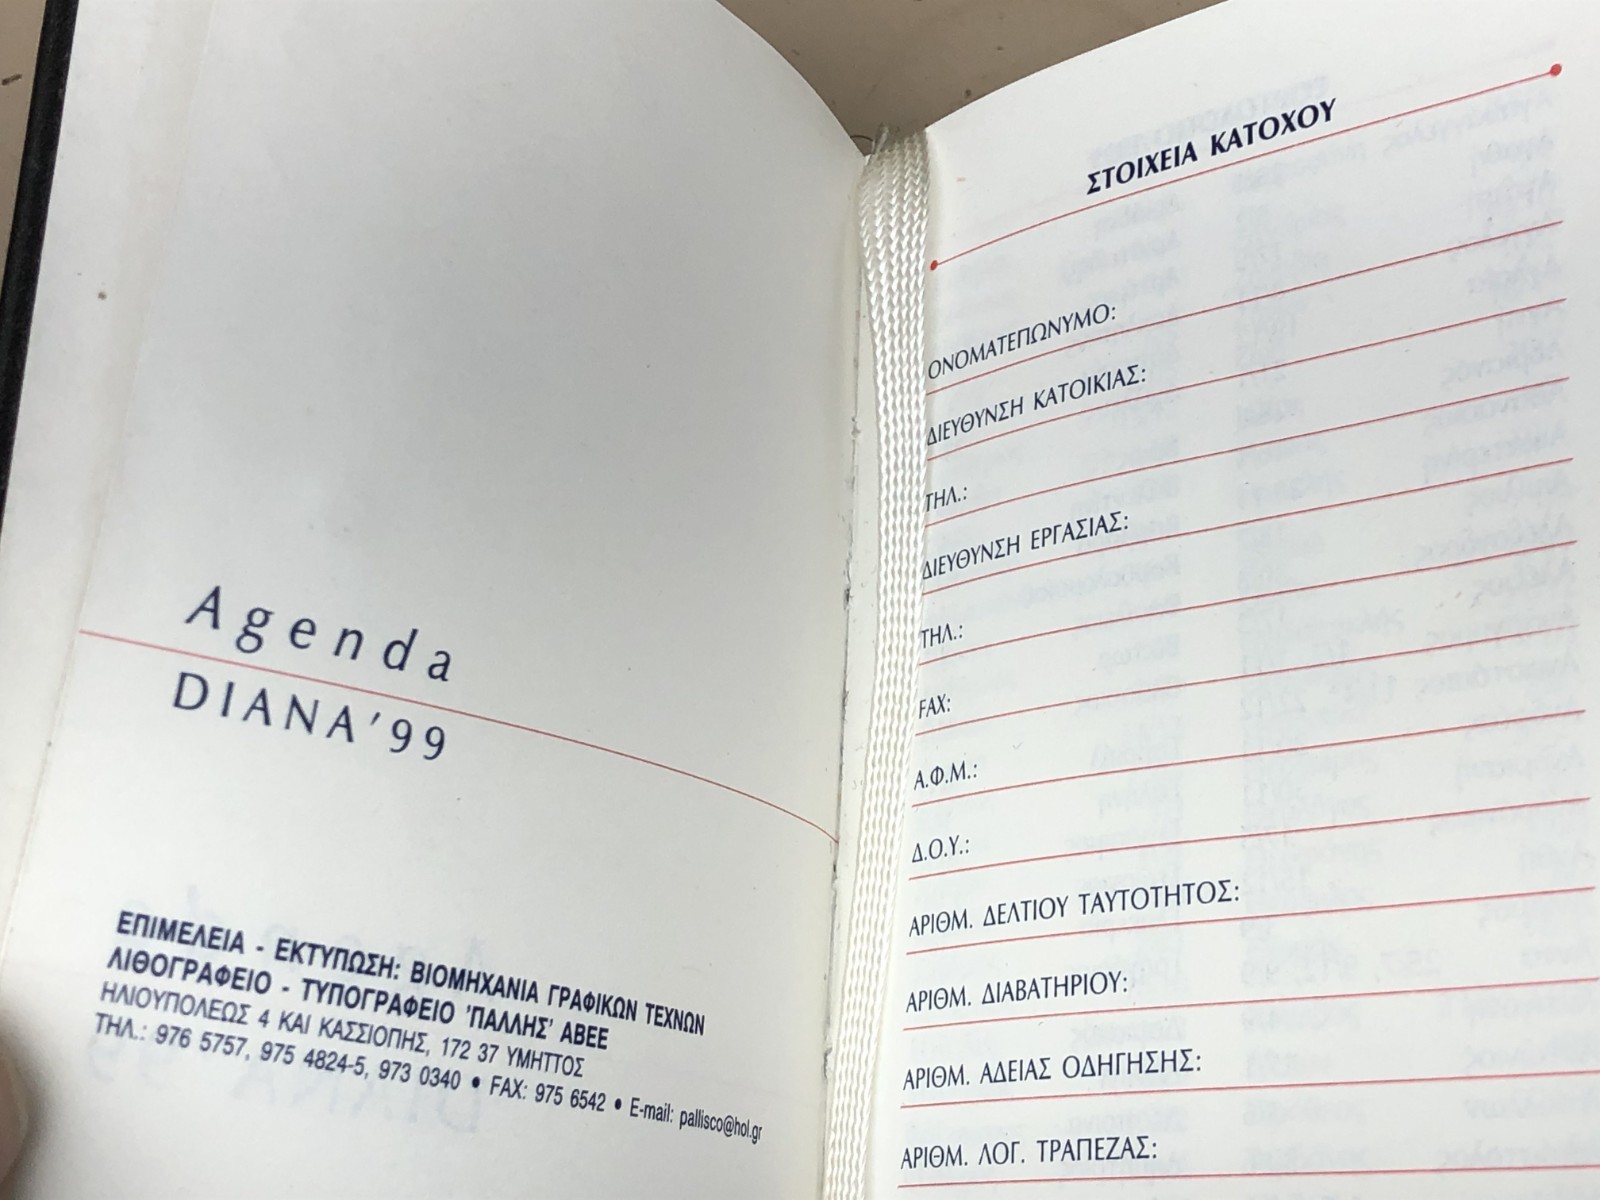 Agenda
DIANA'99
ΕΠΙΜΕΛΕΙΑ - ΕΚΤΥΠΩΣΗ: ΒΙΟΜΗΧΑΝΙΑ ΓΡΑΦΙΚΩΝ ΤΕΧΝΩΝ
ΛΙΘΟΓΡΑΦΕΙΟ - ΤΥΠΟΓΡΑΦΕΙΟ 'ΠΑΛΛΗΣ' ΑΒΕΕ
ΗΛΙΟΥΠΟΛΕΩΣ 4 ΚΑΙ ΚΑΣΣΙΟΠΗΣ, 172 37 ΥΜΗΤΤΟΣ
ΤΗΛ.: 976 5757, 975 4824-5, 973 0340 • FAX: 975 6542 • E-mail: pallisco@hol.gr
ΣΤΟΙΧΕΙΑ ΚΑΤΟΧΟΥ
ΟΝΟΜΑΤΕΠΩΝΥΜΟ:
ΔΙΕΥΘΥΝΣΗ ΚΑΤΟΙΚΙΑΣ:
ΤΗΛ.:
ΔΙΕΥΘΥΝΣΗ ΕΡΓΑΣΙΑΣ:
ΤΗΛ.:
FAX:
Α.Φ.Μ.:
Δ.Ο.Υ.:
ΑΡΙΘΜ. ΔΕΛΤΙΟΥ ΤΑΥΤΟΤΗΤΟΣ:
ΑΡΙΘΜ. ΔΙΑΒΑΤΗΡΙΟΥ:
ΑΡΙΘΜ. ΑΔΕΙΑΣ ΟΔΗΓΗΣΗΣ:
ΑΡΙΘΜ. ΛΟΓ. ΤΡΑΠΕΖΑΣ: